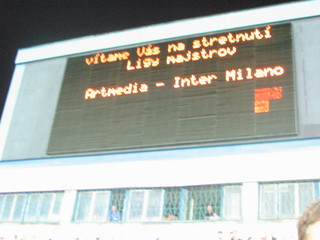 Vítame Vás na stretnutí
Ligy majstrov
Artmedia - Inter Milano